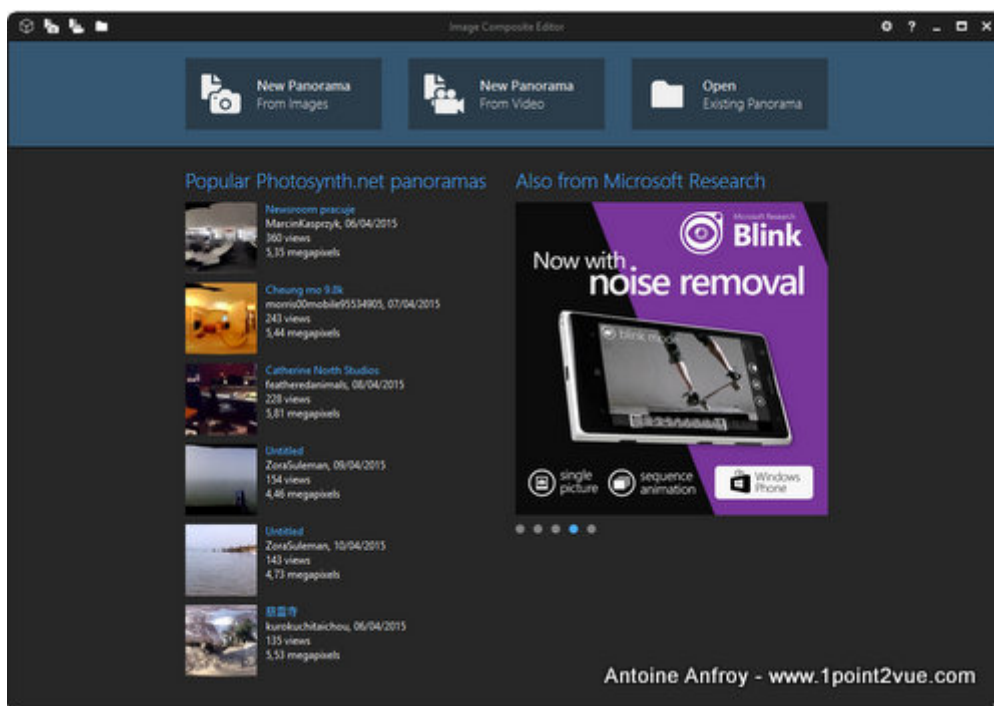 Image Composite Editor
?
New Panorama
From Images
New Panorama
From Video
Open
Existing Panorama
Popular Photosynth.net panoramas
Newsroom pracuje
MarcinKasprzyk, 06/04/2015
360 views
5,35 megapixels
Cheung mo 9.8k
morris00mobile95534905, 07/04/2015
243 views
5,44 megapixels
Catherine North Studios
featheredanimals, 08/04/2015
228 views
5,81 megapixels
Untitled
ZoraSuleman, 09/04/2015
154 views
4,46 megapixels
Untitled
ZoraSuleman, 10/04/2015
143 views
4,73 megapixels
kurokuchitaichou, 06/04/2015
135 views
5,53 megapixels
Also from Microsoft Research
Microsoft Research
Blink
Now with
noise removal
blink mode
single
picture
sequence
animation
Windows
Phone
Antoine Anfroy - www.1point2vue.com